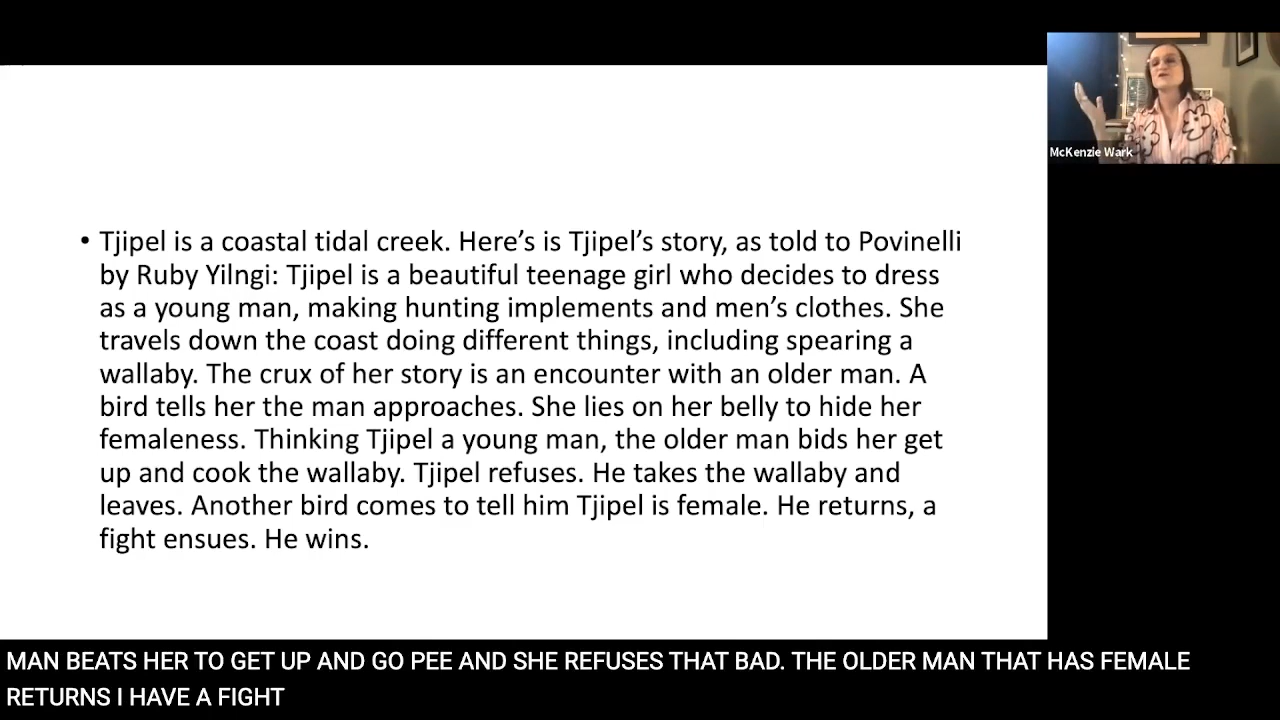 • Tjipel is a coastal tidal creek. Here’s is Tjipel’s story, as told to Povinelli
by Ruby Yilngi: Tjipel is a beautiful teenage girl who decides to dress
as a young man, making hunting implements and men’s clothes. She
travels down the coast doing different things, including spearing a
wallaby. The crux of her story is an encounter with an older man. A
bird tells her the man approaches. She lies on her belly to hide her
femaleness. Thinking Tjipel a young man, the older man bids her get
up and cook the wallaby. Tjipel refuses. He takes the wallaby and
leaves. Another bird comes to tell him Tjipel is female. He returns, a
fight ensues. He wins.
McKenzie Wark
MAN BEATS HER TO GET UP AND GO PEE AND SHE REFUSES THAT BAD. THE OLDER MAN THAT HAS FEMALE
RETURNS I HAVE A FIGHT